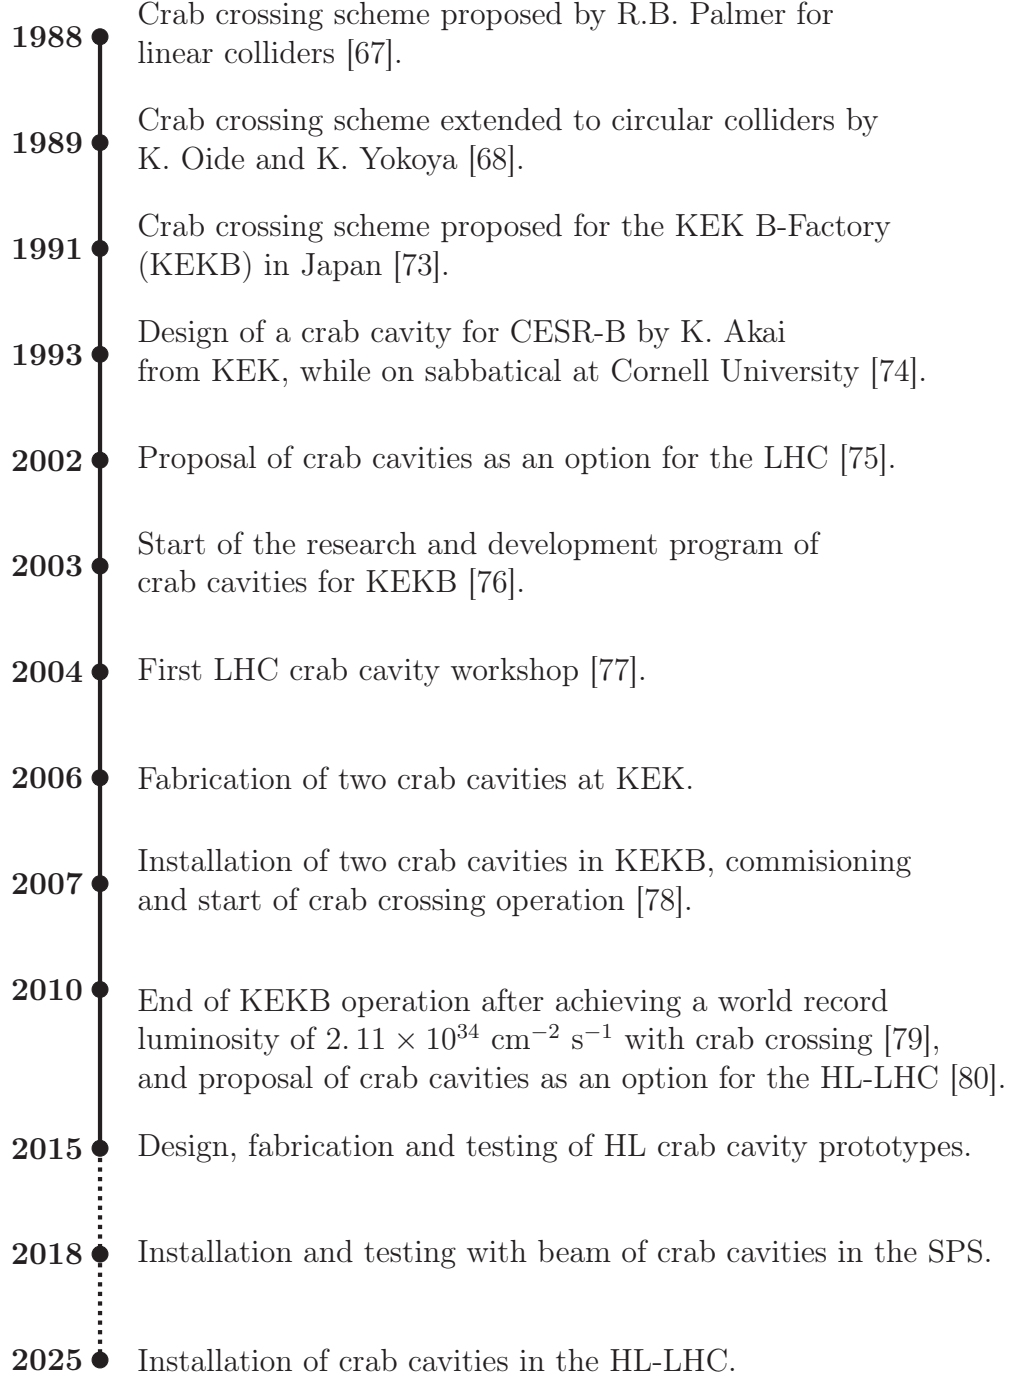 1988 Crab crossing scheme proposed by R.B. Palmer for
linear colliders [67].
1989 Crab crossing scheme extended to circular colliders by
K. Oide and K. Yokoya [68].
1991 Crab crossing scheme proposed for the KEK B-Factory
(KEKB) in Japan [73].
1993 Design of a crab cavity for CESR-B by K. Akai
from KEK, while on sabbatical at Cornell University [74].
2002 Proposal of crab cavities as an option for the LHC [75].
2003 Start of the research and development program of
crab cavities for KEKB [76].
2004 First LHC crab cavity workshop [77].
2006 Fabrication of two crab cavities at KEK.
2007 Installation of two crab cavities in KEKB, commisioning
and start of crab crossing operation [78].
2010 End of KEKB operation after achieving a world record
luminosity of 2. 11 × 10³⁴ cm⁻² s⁻¹ with crab crossing [79],
and proposal of crab cavities as an option for the HL-LHC [80].
2015 Design, fabrication and testing of HL crab cavity prototypes.
2018 Installation and testing with beam of crab cavities in the SPS.
2025 Installation of crab cavities in the HL-LHC.